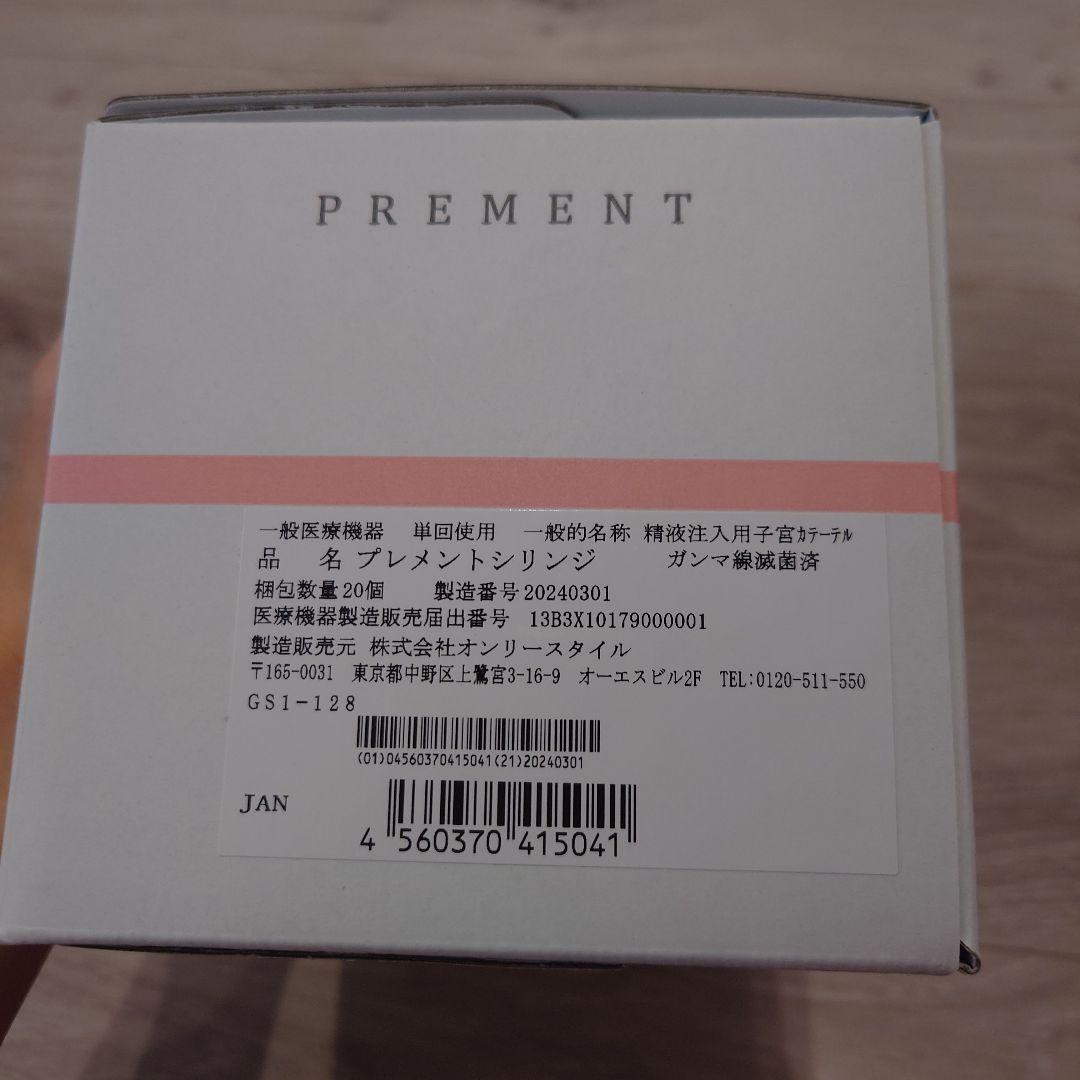 PREMENT
一般医療機器 単回使用 一般的名称 精液注入用子宮ｶﾃｰﾃﾙ
品 名 プレメントシリンジ ガンマ線滅菌済
梱包数量20個 製造番号20240301
医療機器製造販売届出番号 13B3X10179000001
製造販売元 株式会社オンリースタイル
〒165-0031 東京都中野区上鷺宮3-16-9 オーエスビル2F TEL:0120-511-550
GS1-128
(01)04560370415041(21)20240301
JAN
4 560370 415041